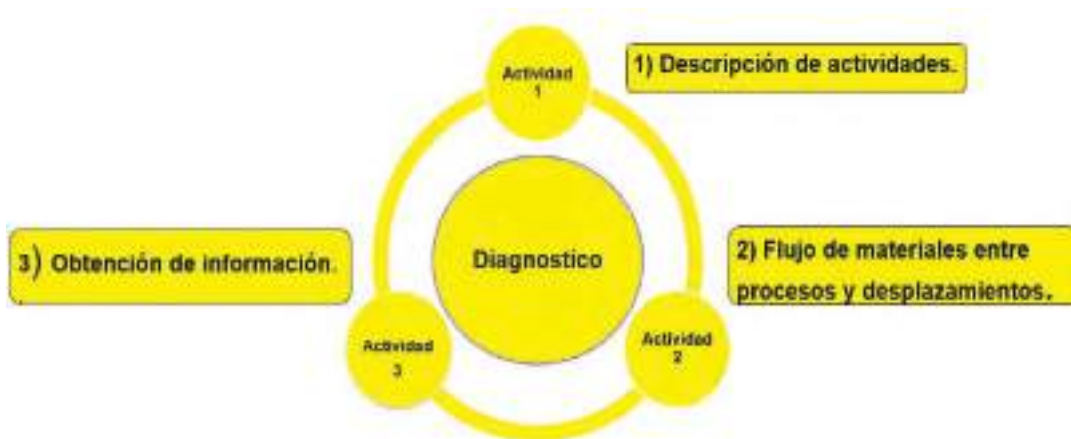 Actividad
1
1) Descripción de actividades.
Diagnostico
3) Obtención de información.
2) Flujo de materiales entre
procesos y desplazamientos.
Actividad
3
Actividad
2